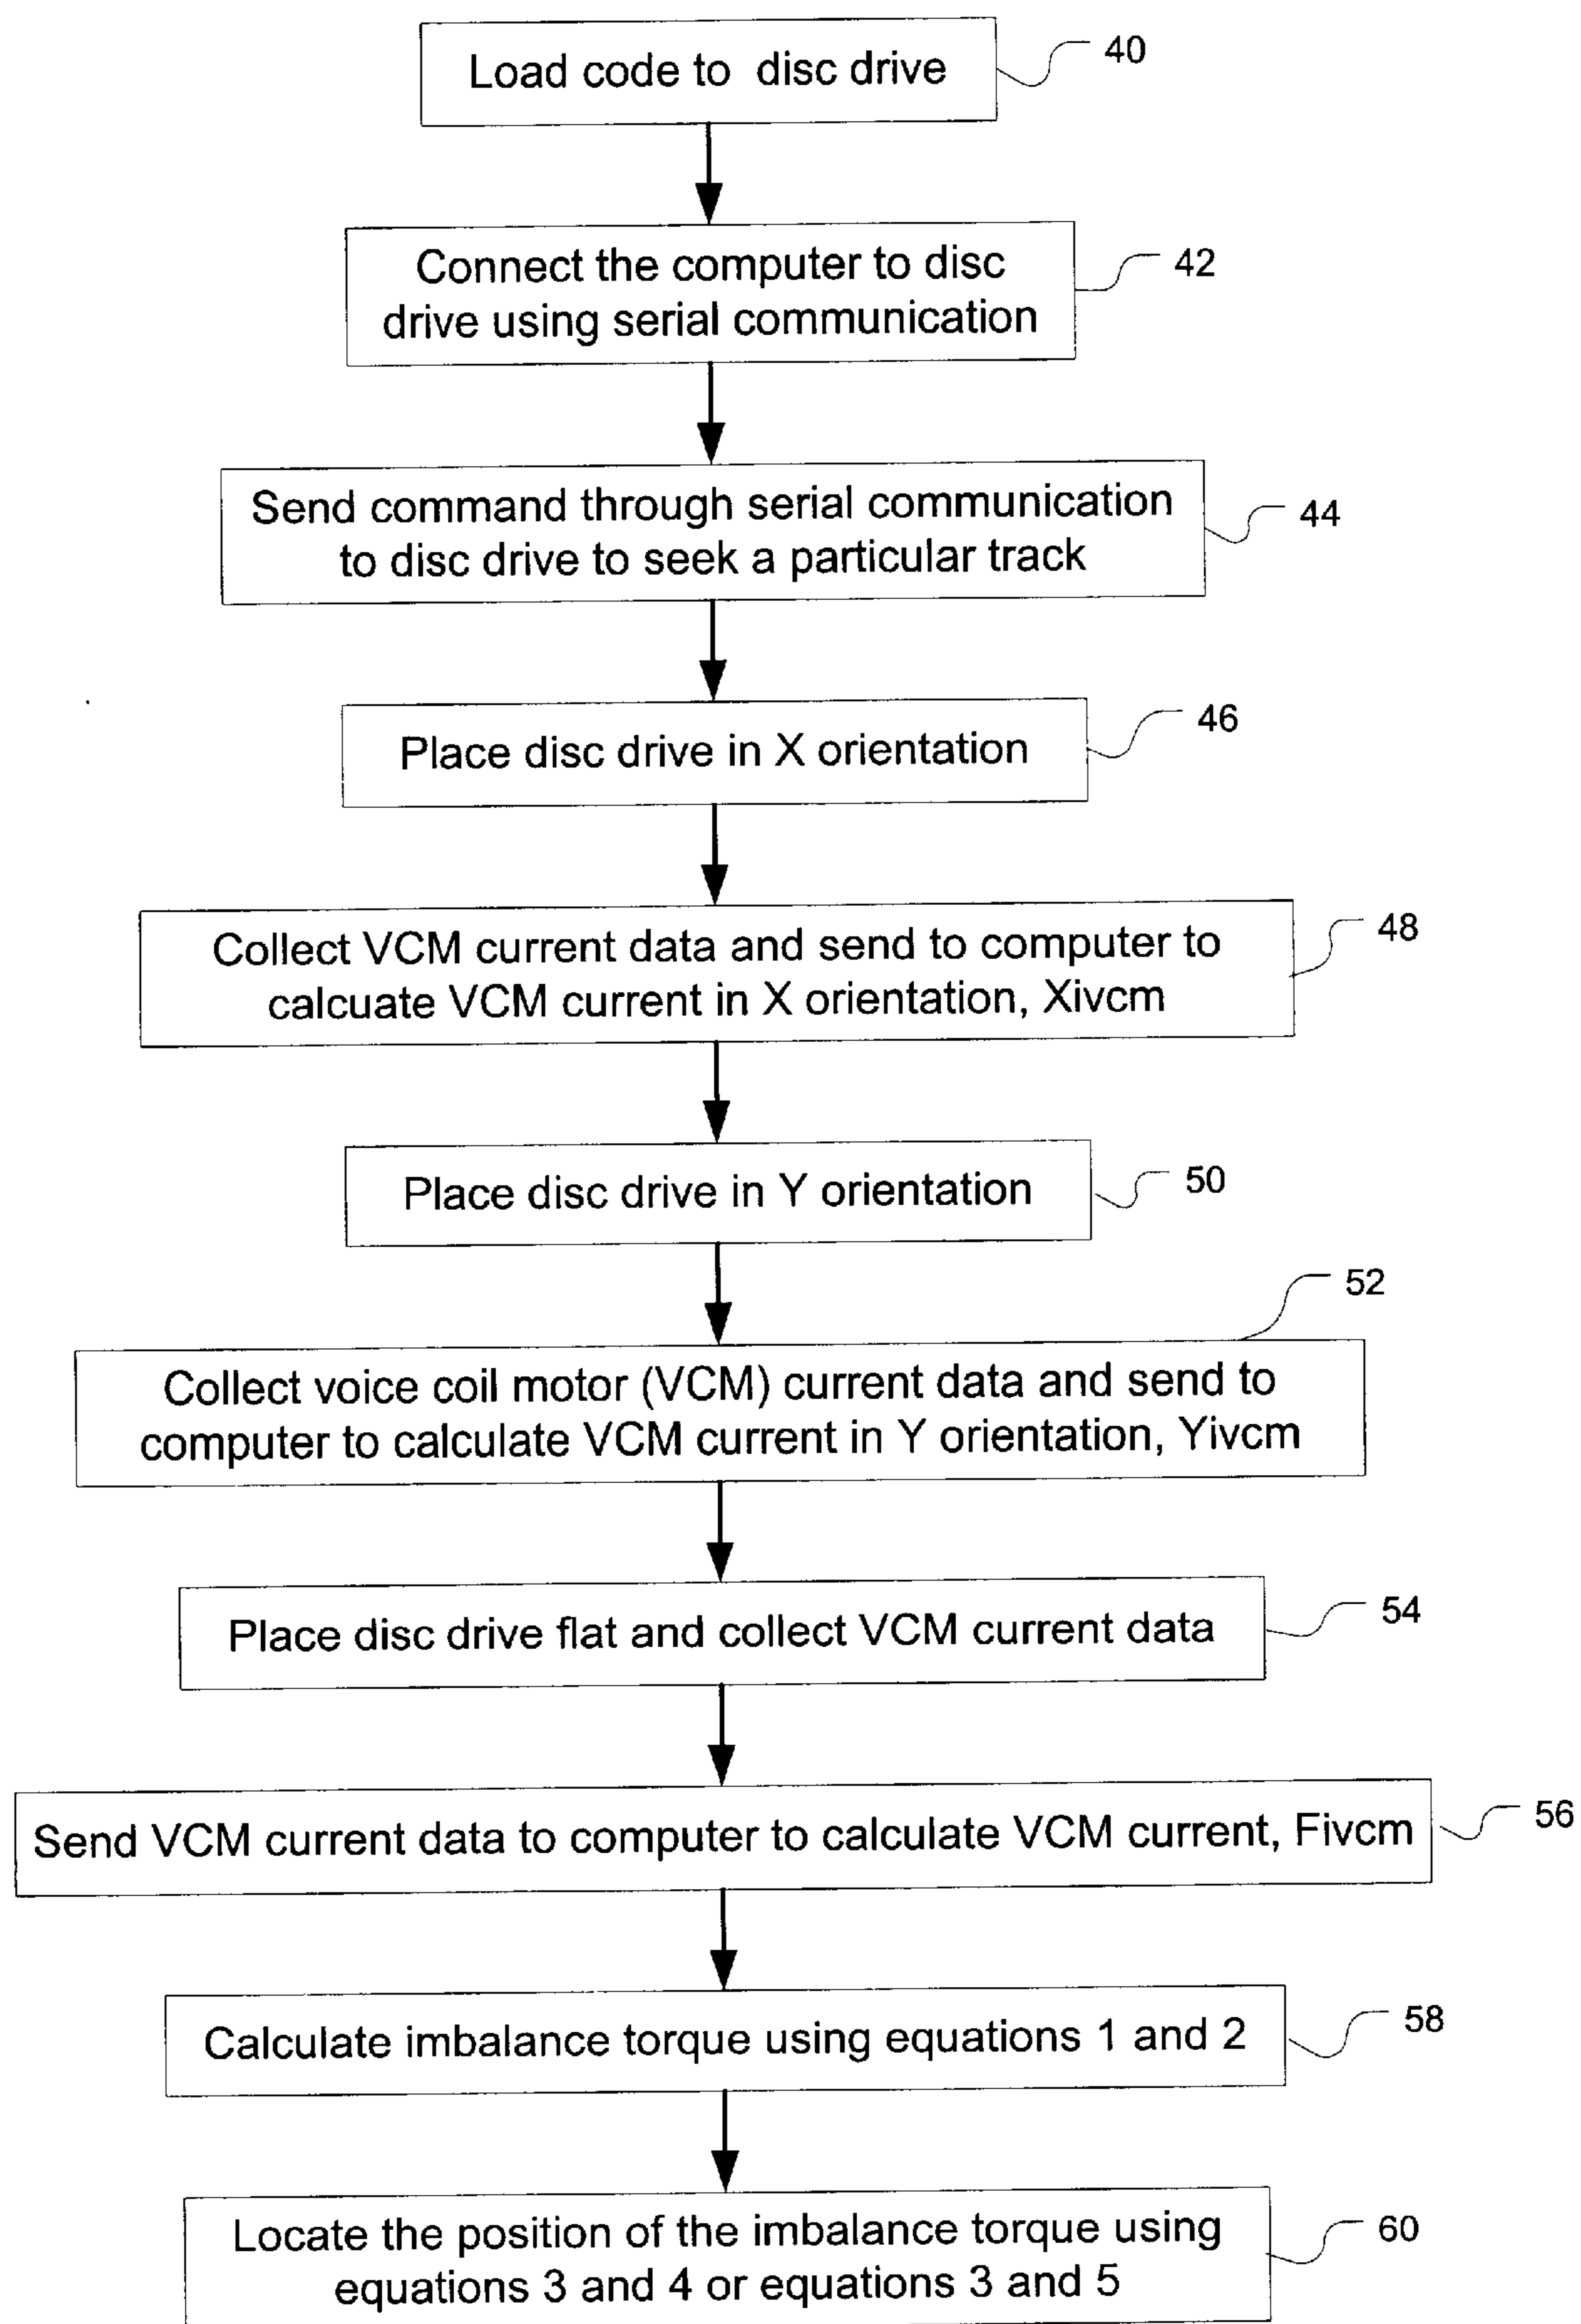 Load code to disc drive
40
Connect the computer to disc
drive using serial communication
42
Send command through serial communication
to disc drive to seek a particular track
44
Place disc drive in X orientation
46
Collect VCM current data and send to computer to
calcuate VCM current in X orientation, Xivcm
48
Place disc drive in Y orientation
50
52
Collect voice coil motor (VCM) current data and send to
computer to calculate VCM current in Y orientation, Yivcm
Place disc drive flat and collect VCM current data
54
Send VCM current data to computer to calculate VCM current, Fivcm
56
Calculate imbalance torque using equations 1 and 2
58
Locate the position of the imbalance torque using
equations 3 and 4 or equations 3 and 5
60